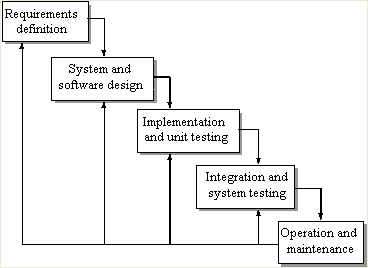 Requirements
definition
System and
software design
Implementation
and unit testing
Integration and
system testing
Operation and
maintenance